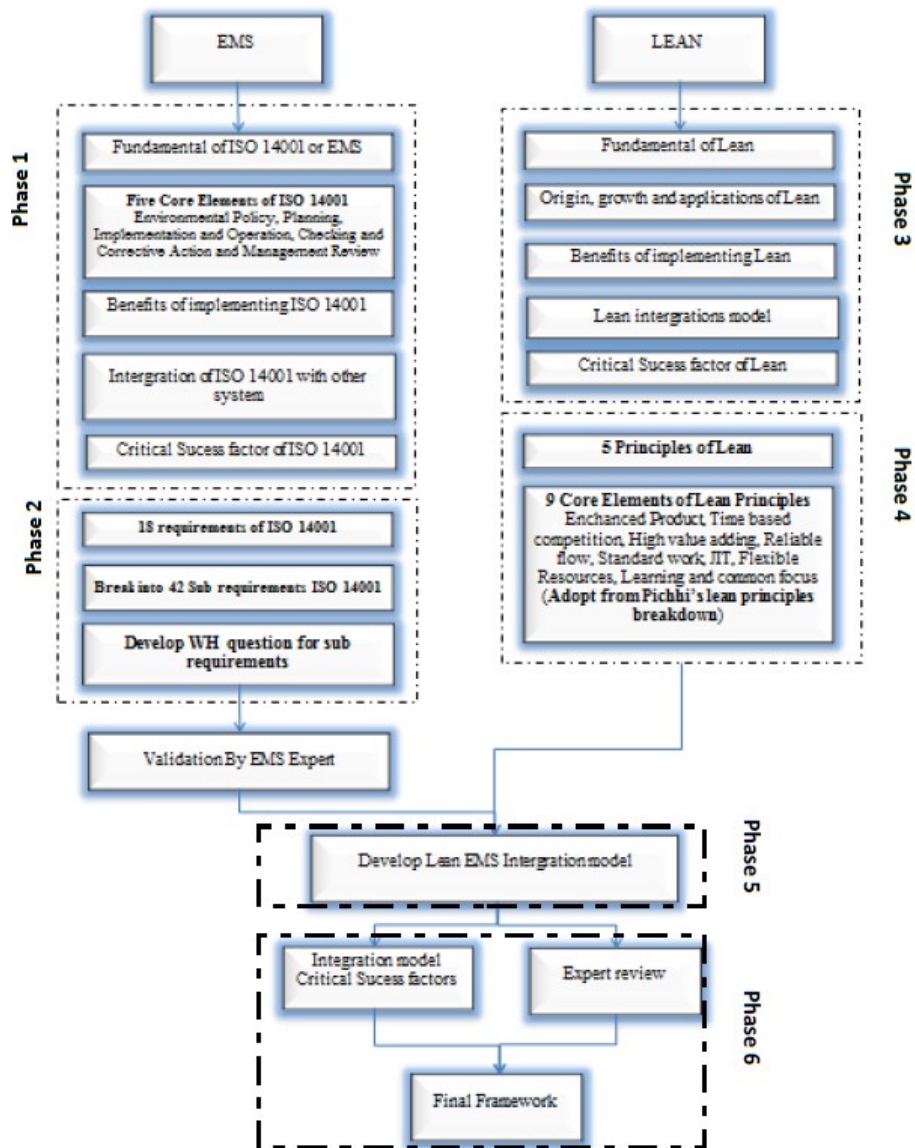 EMS
LEAN
Phase 1
Fundamental of ISO 14001 or EMS
Five Core Elements of ISO 14001
Environmental Policy, Planning,
Implementation and Operation, Checking and
Corrective Action and Management Review
Benefits of implementing ISO 14001
Intergration of ISO 14001 with other
system
Critical Sucess factor of ISO 14001
Phase 3
Fundamental of Lean
Origin, growth and applications of Lean
Benefits of implementing Lean
Lean intergrations model
Critical Sucess factor of Lean
Phase 2
18 requirements of ISO 14001
Break into 42 Sub requirements ISO 14001
Develop WH question for sub
requirements
Validation By EMS Expert
Phase 4
5 Principles of Lean
9 Core Elements of Lean Principles
Enchanced Product, Time based
competition, High value adding, Reliable
flow, Standard work, JIT, Flexible
Resources, Learning and common focus
(Adopt from Pichhi's lean principles
breakdown)
Phase 5
Develop Lean EMS Intergration model
Phase 6
Integration model
Critical Sucess factors
Expert review
Final Framework